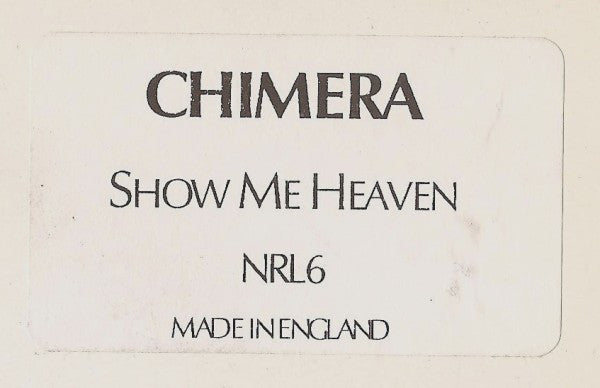 CHIMERA
SHOW ME HEAVEN
NRL6
MADE IN ENGLAND